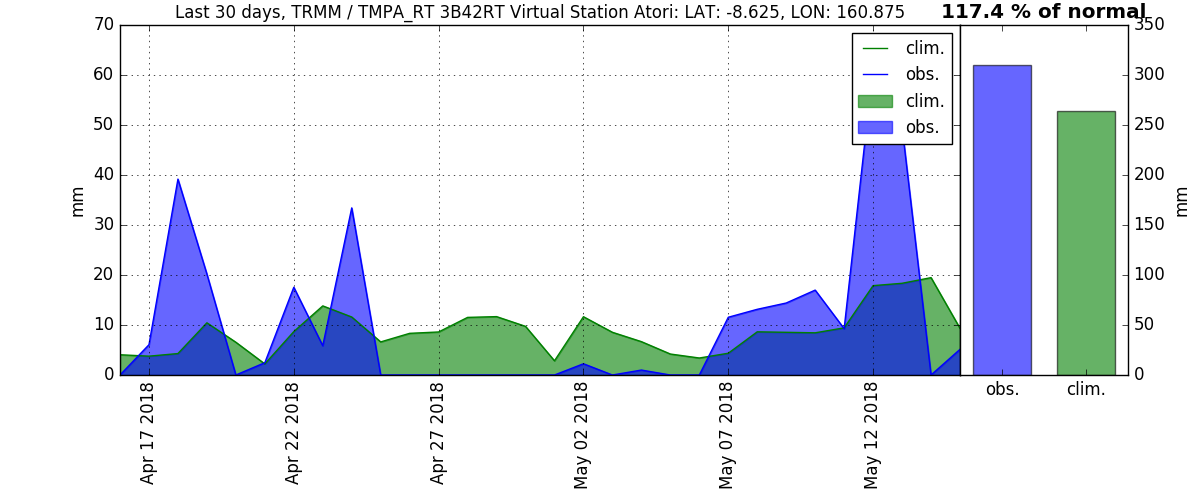 Last 30 days, TRMM / TMPA_RT 3B42RT Virtual Station Atori: LAT: -8.625, LON: 160.875
117.4 % of normal
70
60
50
40
30
20
10
0
mm
clim.
obs.
clim.
obs.
350
300
250
200
150
100
50
0
mm
Apr 17 2018
Apr 22 2018
Apr 27 2018
May 02 2018
May 07 2018
May 12 2018
obs.
clim.